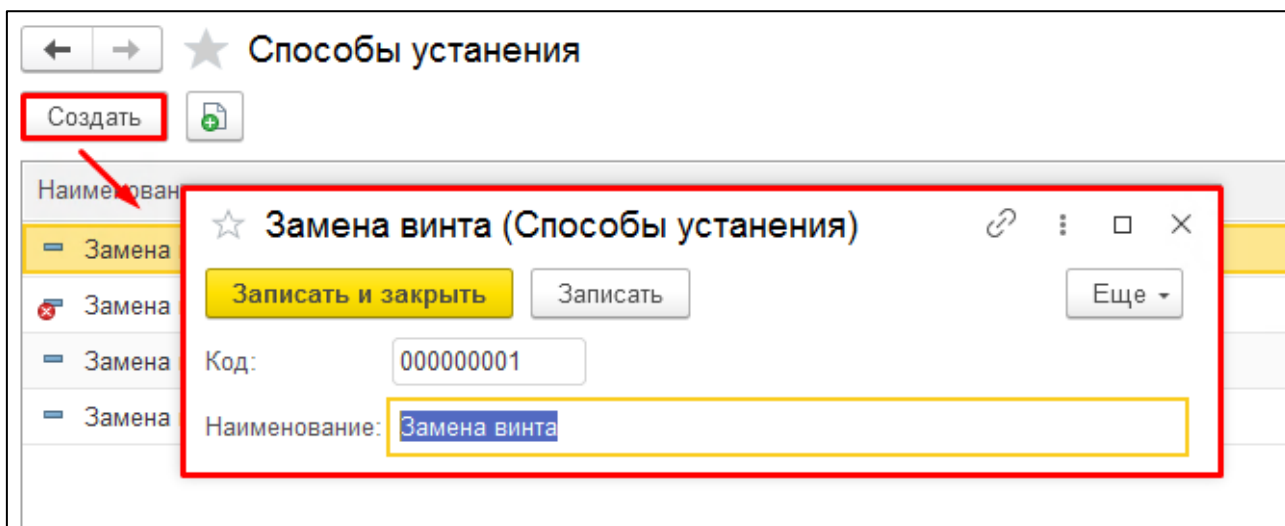 Способы устанения
Создать
Наименован
Замена винта (Способы устанения)
Записать и закрыть
Записать
Еще
Код:
000000001
Наименование:
Замена винта
Замена
Замена
Замена
Замена